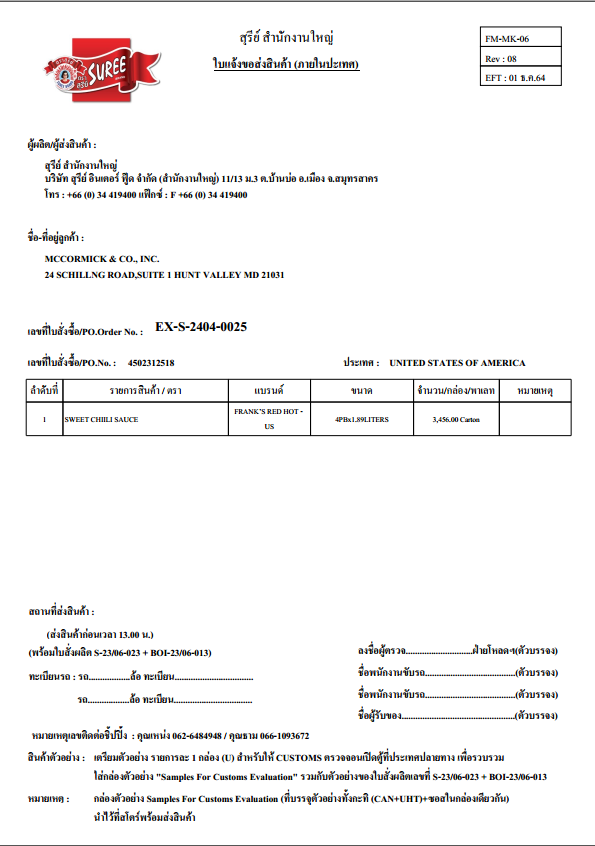 สุรีย์ สำนักงานใหญ่
ใบแจ้งขอส่งสินค้า (ภายในประเทศ)
FM-MK-06
Rev : 08
EFT : 01 ธ.ค.64
SUREE
ผู้ผลิต/ผู้ส่งสินค้า :
สุรีย์ สำนักงานใหญ่
บริษัท สุรีย์ อินเตอร์ ฟู้ด จำกัด (สำนักงานใหญ่) 11/13 ม.3 ต.บ้านบ่อ อ.เมือง จ.สมุทรสาคร
โทร : +66 (0) 34 419400 แฟ๊กซ์ : F +66 (0) 34 419400
ชื่อ-ที่อยู่ลูกค้า :
MCCORMICK & CO., INC.
24 SCHILLNG ROAD,SUITE 1 HUNT VALLEY MD 21031
เลขที่ใบสั่งซื้อ/PO.Order No. : EX-S-2404-0025
เลขที่ใบสั่งซื้อ/PO.No. : 4502312518 ประเทศ : UNITED STATES OF AMERICA
ลำดับที่ รายการสินค้า / ตรา แบรนด์ ขนาด จำนวน/กล่อง/พาเลท หมายเหตุ
1 SWEET CHIILI SAUCE FRANK'S RED HOT - US 4PBx1.89LITERS 3,456.00 Carton
สถานที่ส่งสินค้า :
(ส่งสินค้าก่อนเวลา 13.00 น.)
(พร้อมใบสั่งผลิต S-23/06-023 + BOI-23/06-013)
ลงชื่อผู้ตรวจ........................ฝ่ายโหลดฯ(ตัวบรรจง)
ทะเบียนรถ : รถ..................ล้อ ทะเบียน..................................
ชื่อพนักงานขับรถ.......................................(ตัวบรรจง)
รถ..................ล้อ ทะเบียน..................................
ชื่อพนักงานขับรถ.......................................(ตัวบรรจง)
ชื่อผู้รับของ.................................................(ตัวบรรจง)
หมายเหตุเลขติดต่อชิ้ปปิ้ง : คุณเหน่ง 062-6484948 / คุณธาม 066-1093672
สินค้าตัวอย่าง : เตรียมตัวอย่าง รายการละ 1 กล่อง (U) สำหรับให้ CUSTOMS ตรวจจอนเปิดตู้ที่ประเทศปลายทาง เพื่อรวบรวม
ใส่กล่องตัวอย่าง "Samples For Customs Evaluation" รวมกับตัวอย่างของใบสั่งผลิตเลขที่ S-23/06-023 + BOI-23/06-013
หมายเหตุ : กล่องตัวอย่าง Samples For Customs Evaluation (ที่บรรจุตัวอย่างทั้งกะทิ (CAN+UHT)+ซอสในกล่องเดียวกัน)
นำไว้ที่สโตร์พร้อมส่งสินค้า